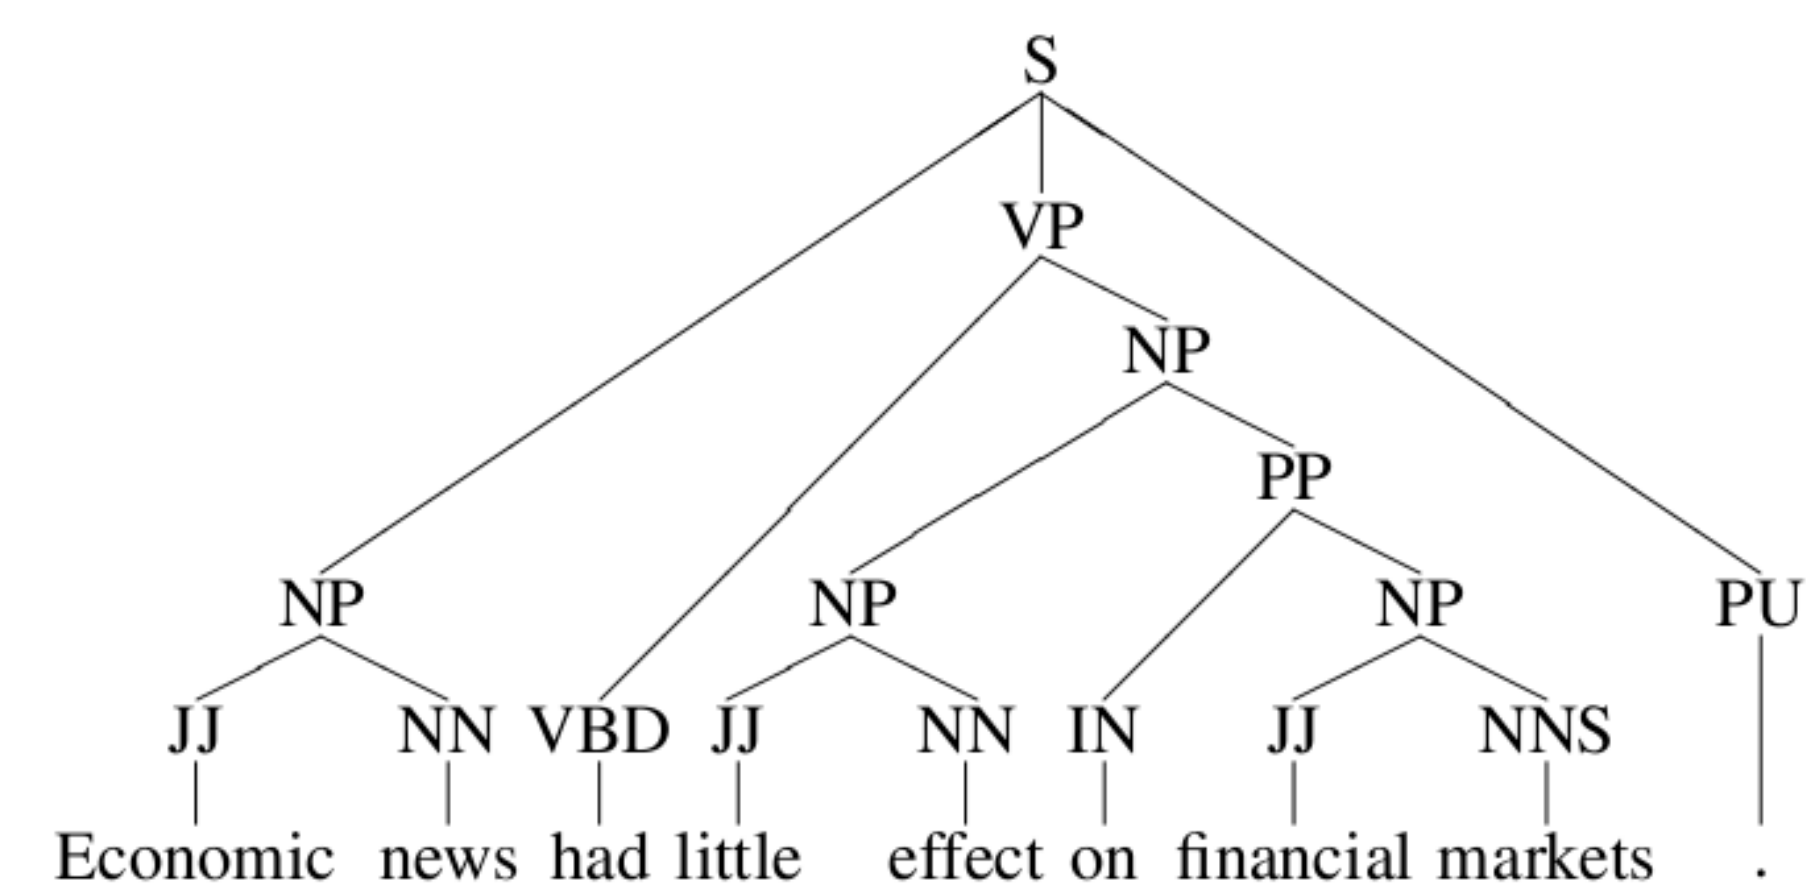 S
VP
NP
PP
NP NP NP PU
JJ NN VBD JJ NN IN JJ NNS
Economic news had little effect on financial markets .